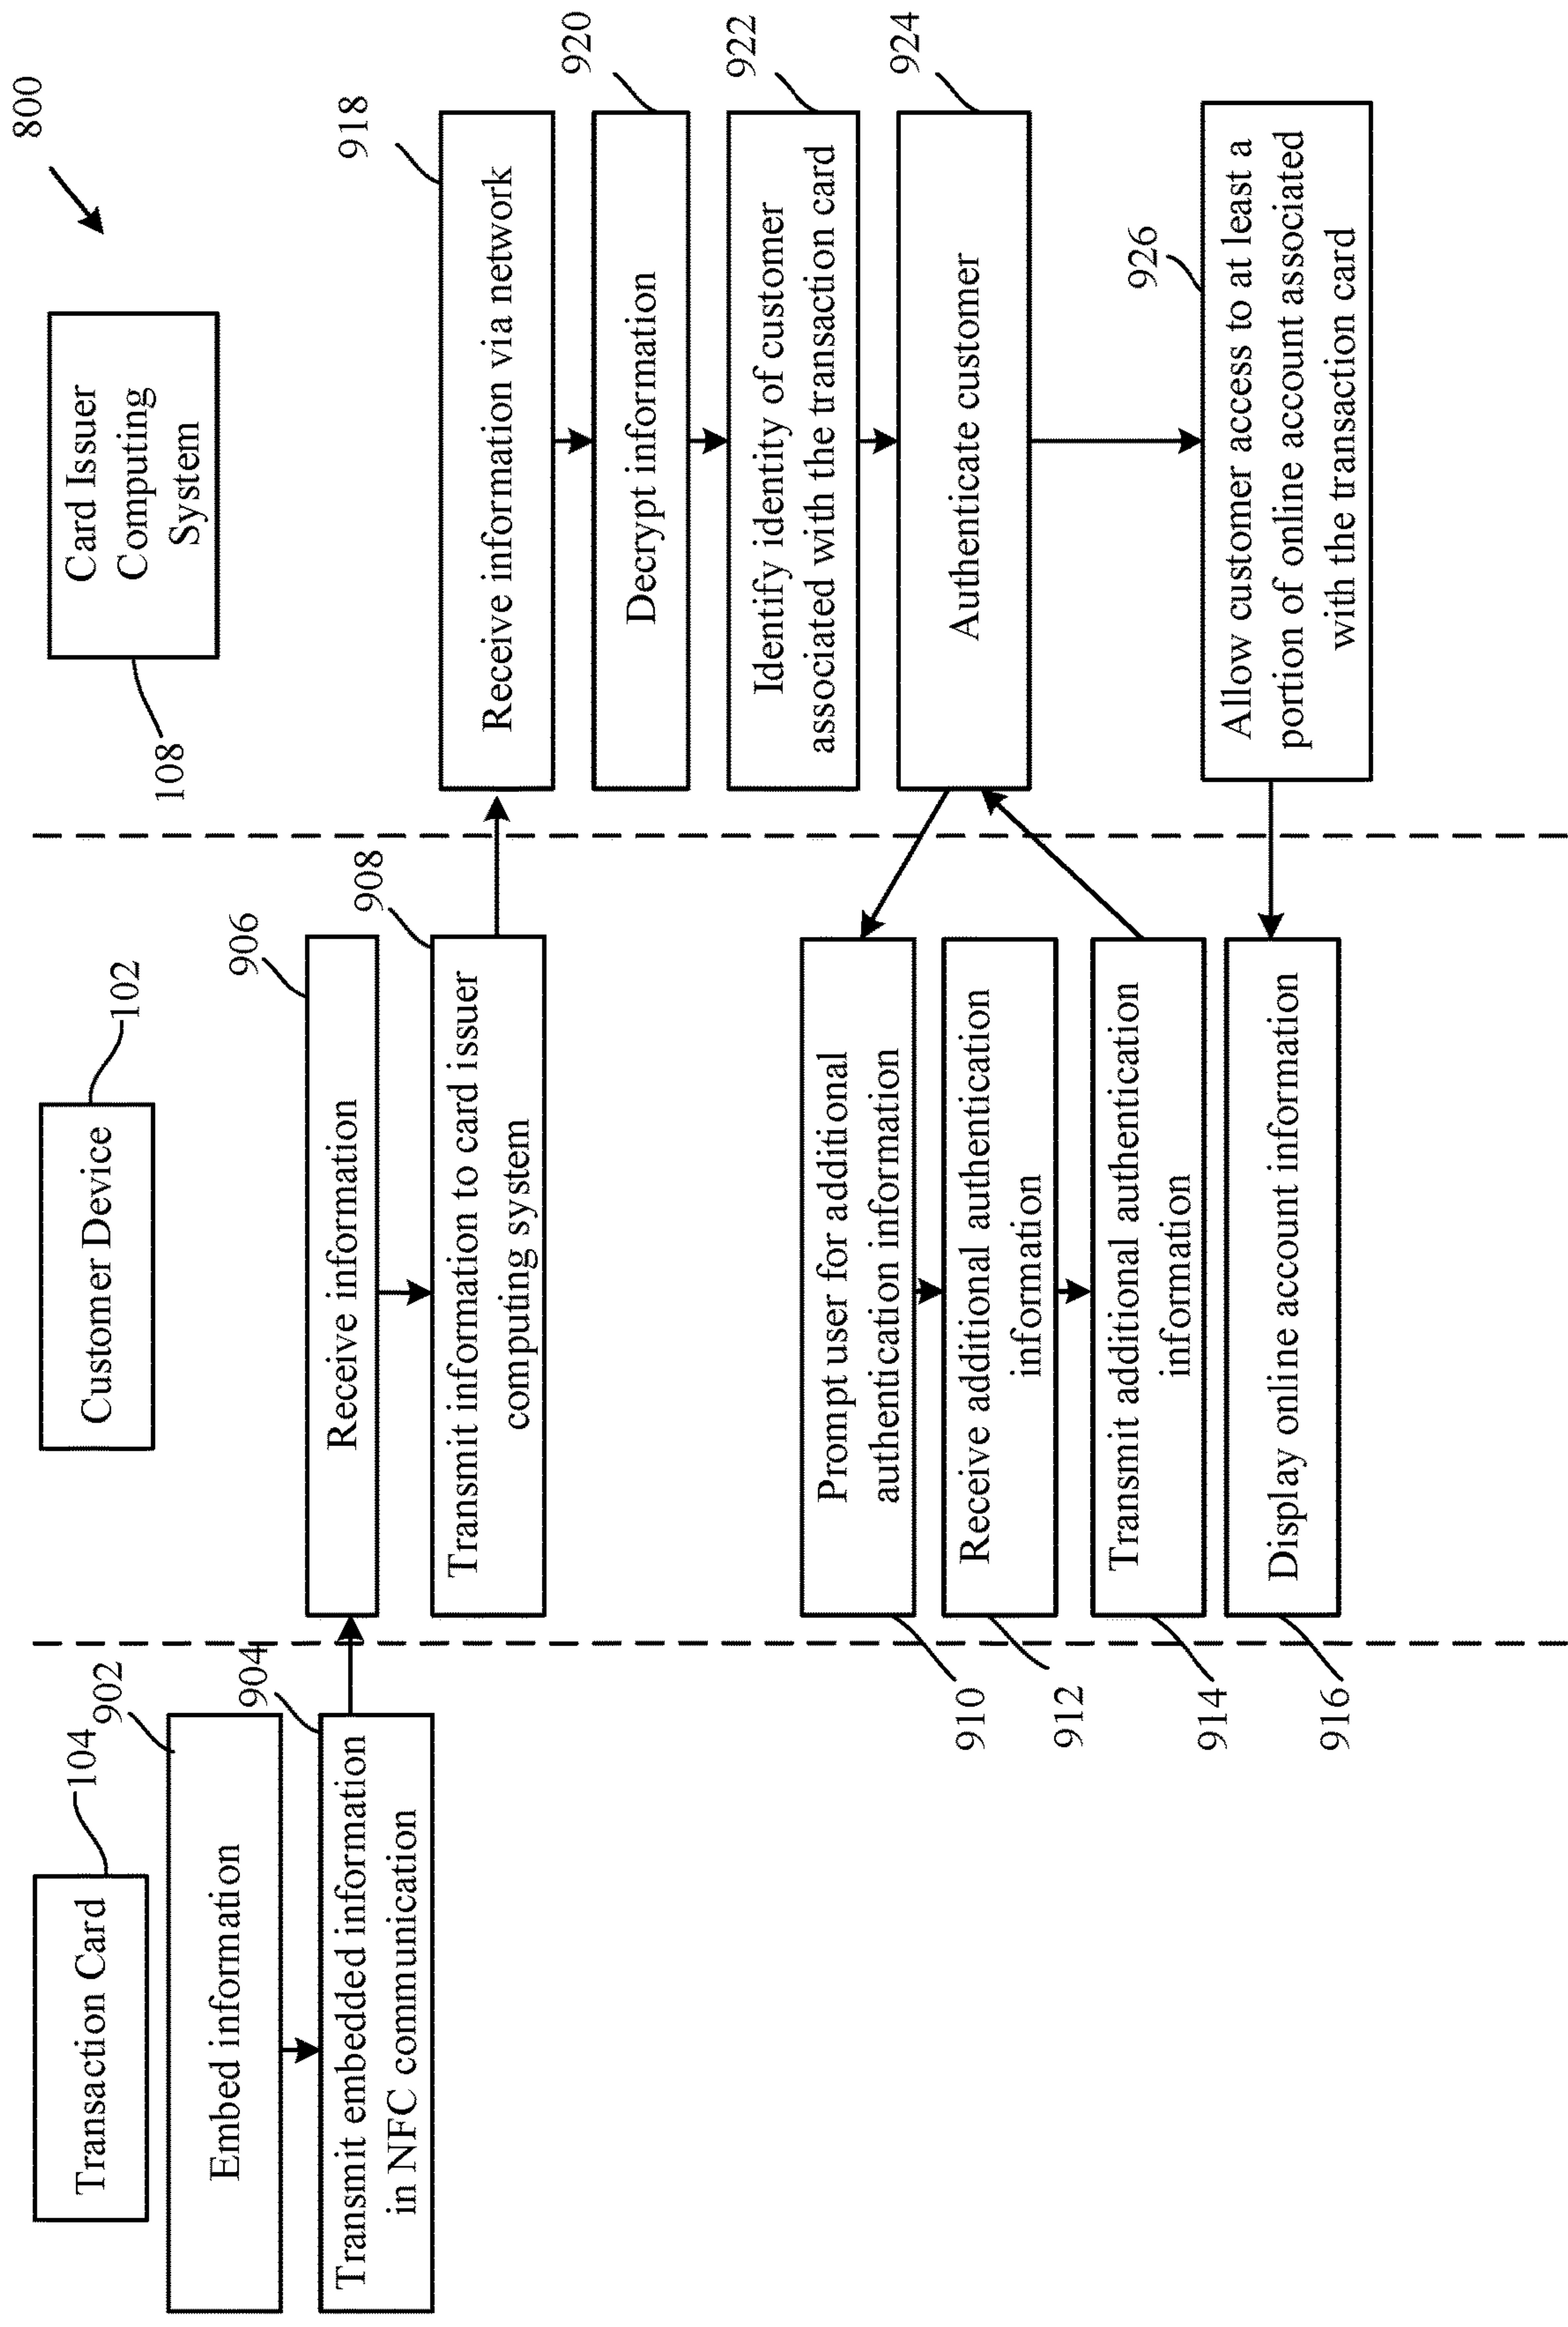 800
Transaction Card
104
Customer Device
102
Card Issuer
Computing
System
108
902
Embed information
904
Transmit embedded information
in NFC communication
906
Receive information
908
Transmit information to card issuer
computing system
918
Receive information via network
920
Decrypt information
922
Identify identity of customer
associated with the transaction card
924
Authenticate customer
910
Prompt user for additional
authentication information
912
Receive additional authentication
information
914
Transmit additional authentication
information
926
Allow customer access to at least a
portion of online account associated
with the transaction card
916
Display online account information